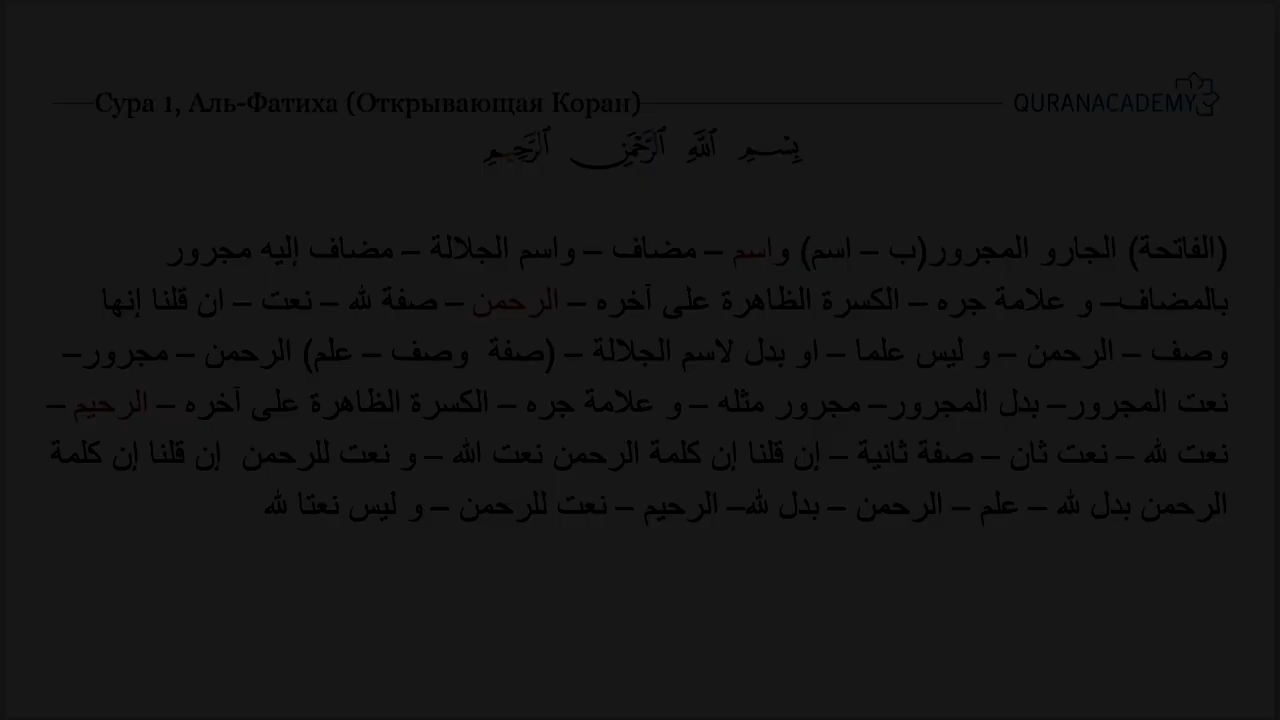 Сура 1, Аль-Фатиха (Открывающая Коран)
QURANACADEMY
بِسْمِ ٱللَّهِ ٱلرَّحْمَٰنِ ٱلرَّحِيمِ
(الفاتحة) الجارو المجرور(ب – اسم) واسم – مضاف – واسم الجلالة – مضاف إليه مجرور
بالمضاف– و علامة جره – الكسرة الظاهرة على آخره – الرحمن – صفة لله – نعت – ان قلنا إنها
وصف – الرحمن – و ليس علما – او بدل لاسم الجلالة – (صفة وصف – علم) الرحمن – مجرور–
نعت المجرور– بدل المجرور– مجرور مثله – و علامة جره – الكسرة الظاهرة على آخره – الرحيم –
نعت لله – نعت ثان – صفة ثانية – إن قلنا إن كلمة الرحمن نعت الله – و نعت للرحمن إن قلنا إن كلمة
الرحمن بدل لله – علم – الرحمن – بدل لله– الرحيم – نعت للرحمن – و ليس نعتا لله